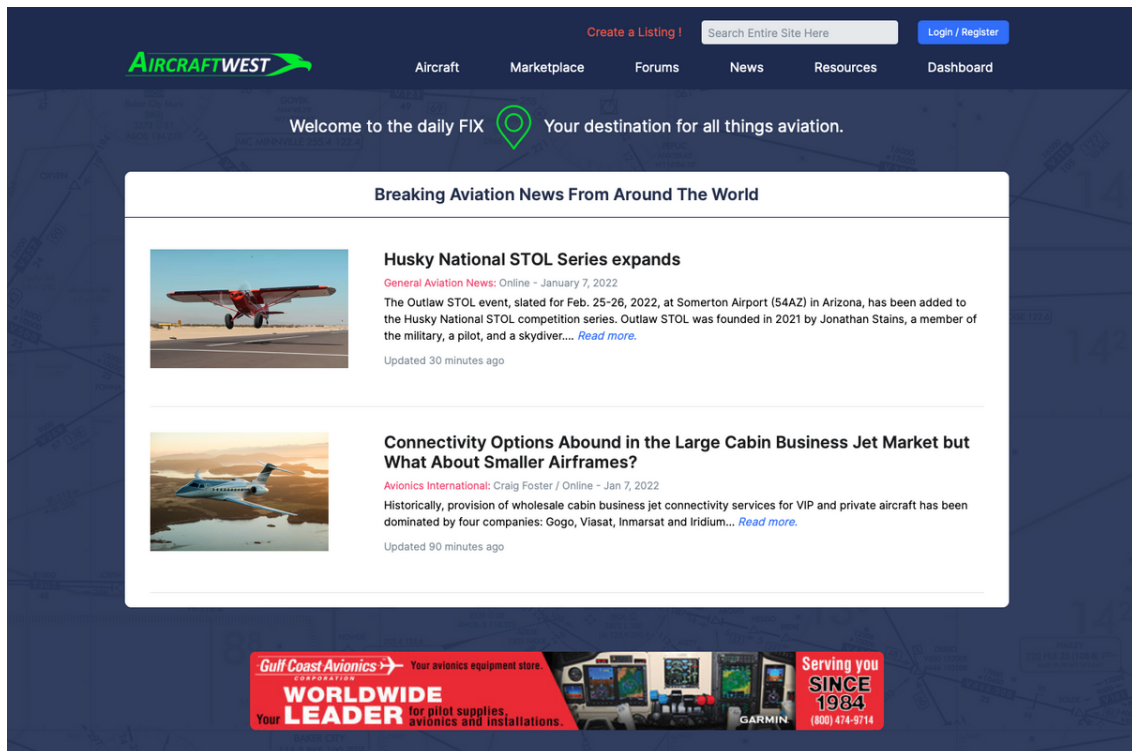 Create a Listing !
Search Entire Site Here
Login / Register
AIRCRAFTWEST
Aircraft
Marketplace
Forums
News
Resources
Dashboard
Welcome to the daily FIX
Your destination for all things aviation.
Breaking Aviation News From Around The World
Husky National STOL Series expands
General Aviation News: Online - January 7, 2022
The Outlaw STOL event, slated for Feb. 25-26, 2022, at Somerton Airport (54AZ) in Arizona, has been added to
the Husky National STOL competition series. Outlaw STOL was founded in 2021 by Jonathan Stains, a member of
the military, a pilot, and a skydiver.... Read more.
Updated 30 minutes ago
Connectivity Options Abound in the Large Cabin Business Jet Market but
What About Smaller Airframes?
Avionics International: Craig Foster / Online - Jan 7, 2022
Historically, provision of wholesale cabin business jet connectivity services for VIP and private aircraft has been
dominated by four companies: Gogo, Viasat, Inmarsat and Iridium... Read more.
Updated 90 minutes ago
Gulf Coast Avionics
CORPORATION
Your avionics equipment store.
WORLDWIDE
Your LEADER for pilot supplies,
avionics and installations.
GARMIN
Serving you
SINCE
1984
(800) 474-9714